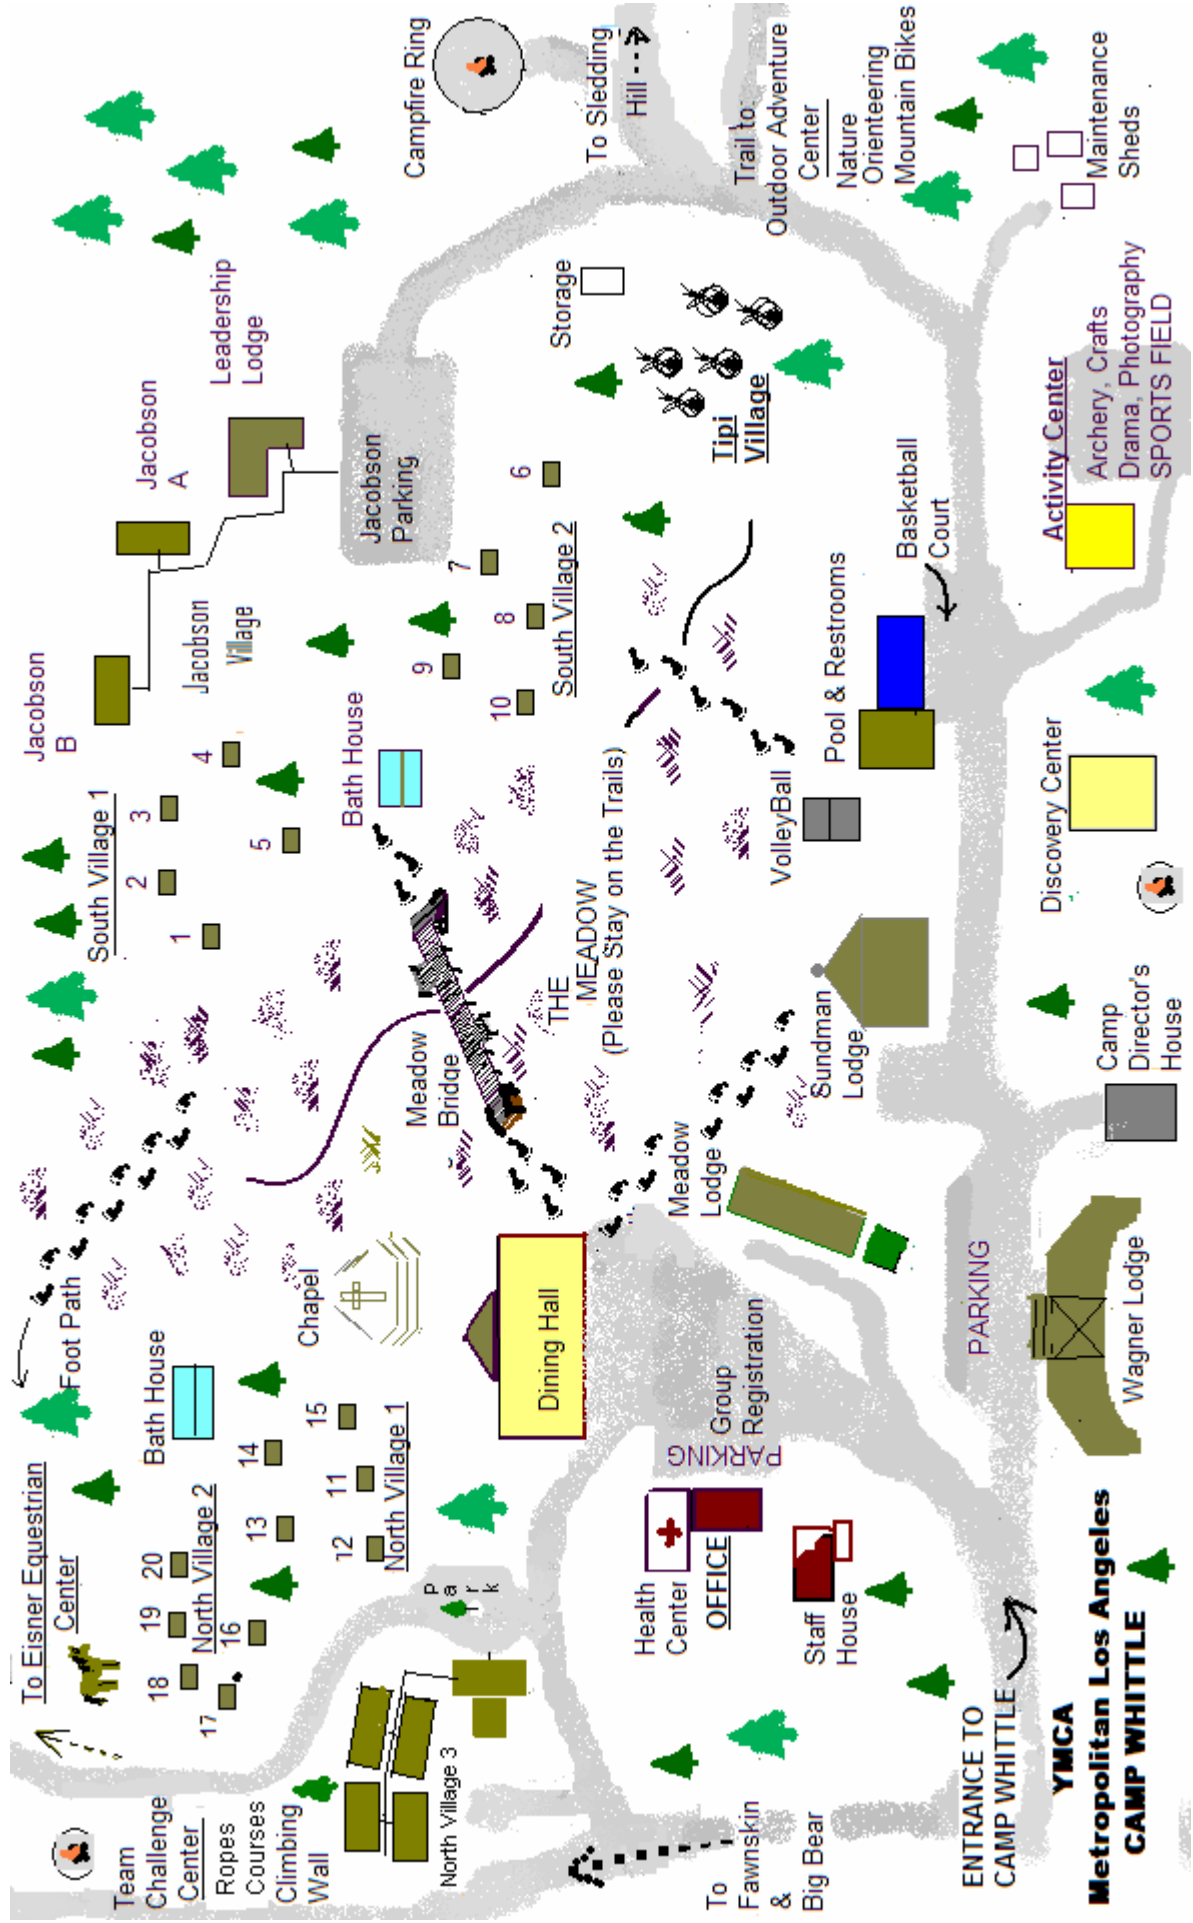 To Eisner Equestrian
Center
Foot Path
South Village 1
1
2
3
4
5
Jacobson
B
Jacobson
A
Jacobson
Village
Leadership
Lodge
Jacobson
Parking
Campfire Ring
To Sledding
Hill
Trail to:
Outdoor Adventure
Center
Nature
Orienteering
Mountain Bikes
Maintenance
Sheds
Storage
Tipi
Village
South Village 2
6
7
8
9
10
Bath House
Bath House
North Village 2
16
17
18
19
20
13
14
15
11
12
North Village 1
Chapel
Meadow
Bridge
THE
MEADOW
(Please Stay on the Trails)
Team
Challenge
Center
Ropes
Courses
Climbing
Wall
North Village 3
Park
Dining Hall
Meadow
Lodge
Sundman
Lodge
VolleyBall
Pool & Restrooms
Basketball
Court
Activity Center
Archery, Crafts
Drama, Photography
SPORTS FIELD
Discovery Center
Camp
Director's
House
Wagner Lodge
PARKING
Group
Registration
PARKING
Health
Center
OFFICE
Staff
House
To
Fawnskin
&
Big Bear
ENTRANCE TO
CAMP WHITTLE
YMCA
Metropolitan Los Angeles
CAMP WHITTLE